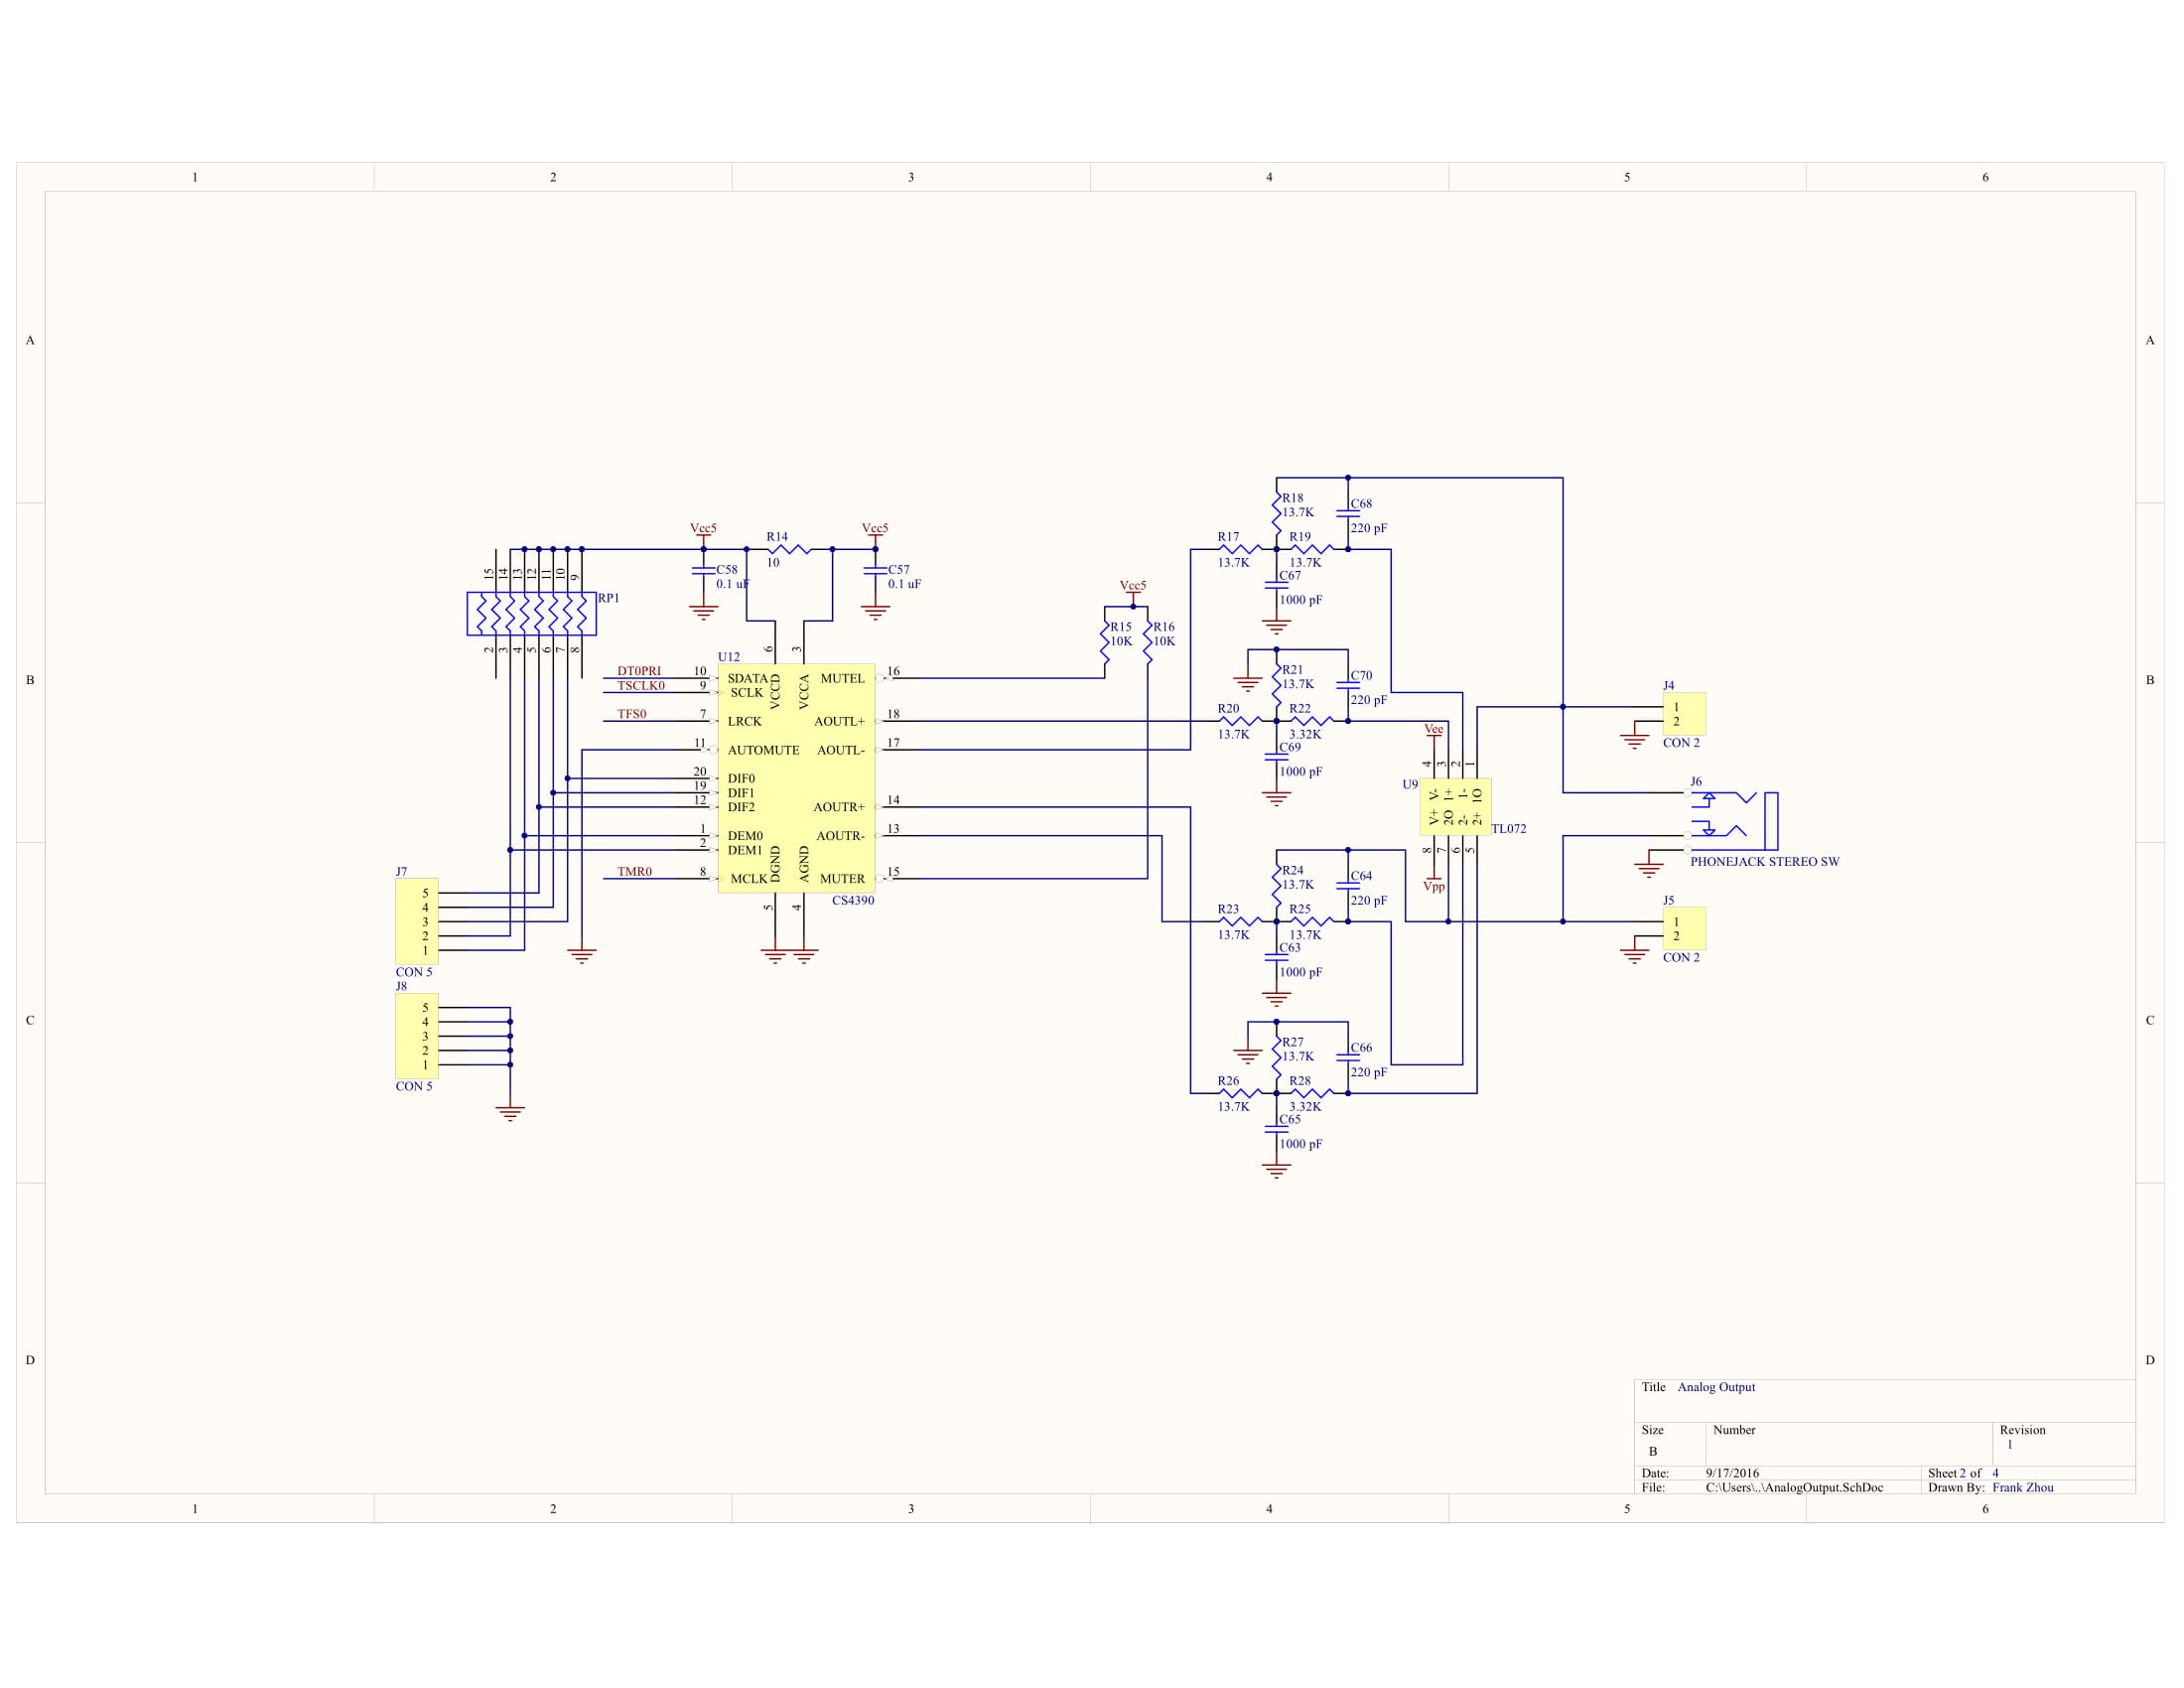 1 2 3 4 5 6
A A
B B
C C
D D
R18
13.7K
C68
220 pF
Vcc5
R14
10
Vcc5
R17
13.7K
R19
13.7K
15 14 13 12 11 10 9
C58
0.1 uF
C57
0.1 uF
C67
1000 pF
Vcc5
RP1
R15
10K
R16
10K
2 3 4 5 6 7 8
6 3
U12
DT0PRI
10
SDATA
TSCLK0
9
SCLK
VCCD
VCCA
MUTEL
16
TFS0
7
LRCK
AOUTL+
18
11
AUTOMUTE
AOUTL-
17
20
DIF0
19
DIF1
12
DIF2
AOUTR+
14
1
DEM0
AOUTR-
13
2
DEM1
TMR0
8
MCLK
DGND
AGND
MUTER
15
CS4390
5 4
R21
13.7K
C70
220 pF
R20
13.7K
R22
3.32K
C69
1000 pF
Vee
4 3 2 1
U9
V- 1+ 1- 1O
V+ 2O 2- 2+
TL072
8 7 6 5
Vpp
J4
1
2
CON 2
J6
PHONEJACK STEREO SW
R24
13.7K
C64
220 pF
R23
13.7K
R25
13.7K
C63
1000 pF
J5
1
2
CON 2
R27
13.7K
C66
220 pF
R26
13.7K
R28
3.32K
C65
1000 pF
J7
5
4
3
2
1
CON 5
J8
5
4
3
2
1
CON 5
Title Analog Output
Size Number Revision
B 1
Date: 9/17/2016 Sheet 2 of 4
File: C:\Users\..\AnalogOutput.SchDoc Drawn By: Frank Zhou
1 2 3 4 5 6